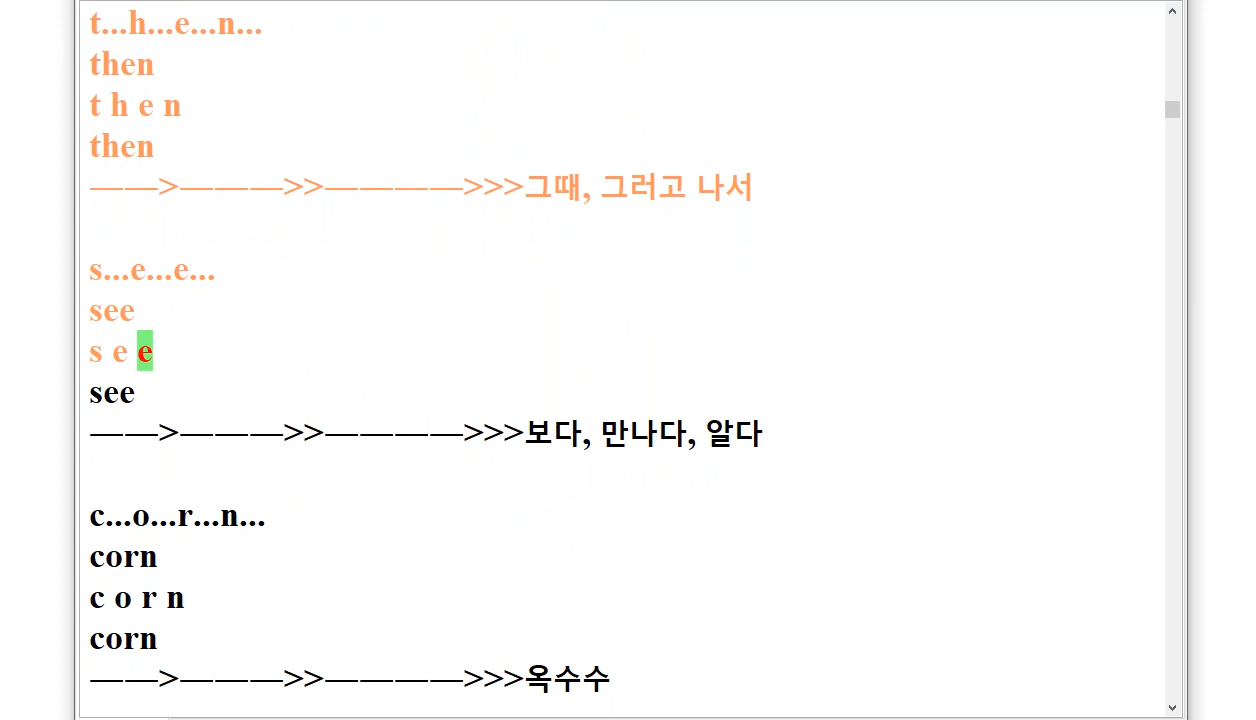 t...h...e...n...
then
t h e n
then
——>———>>————>>>그때, 그러고 나서
s...e...e...
see
s e e
see
——>———>>————>>>보다, 만나다, 알다
c...o...r...n...
corn
c o r n
corn
——>———>>————>>>옥수수